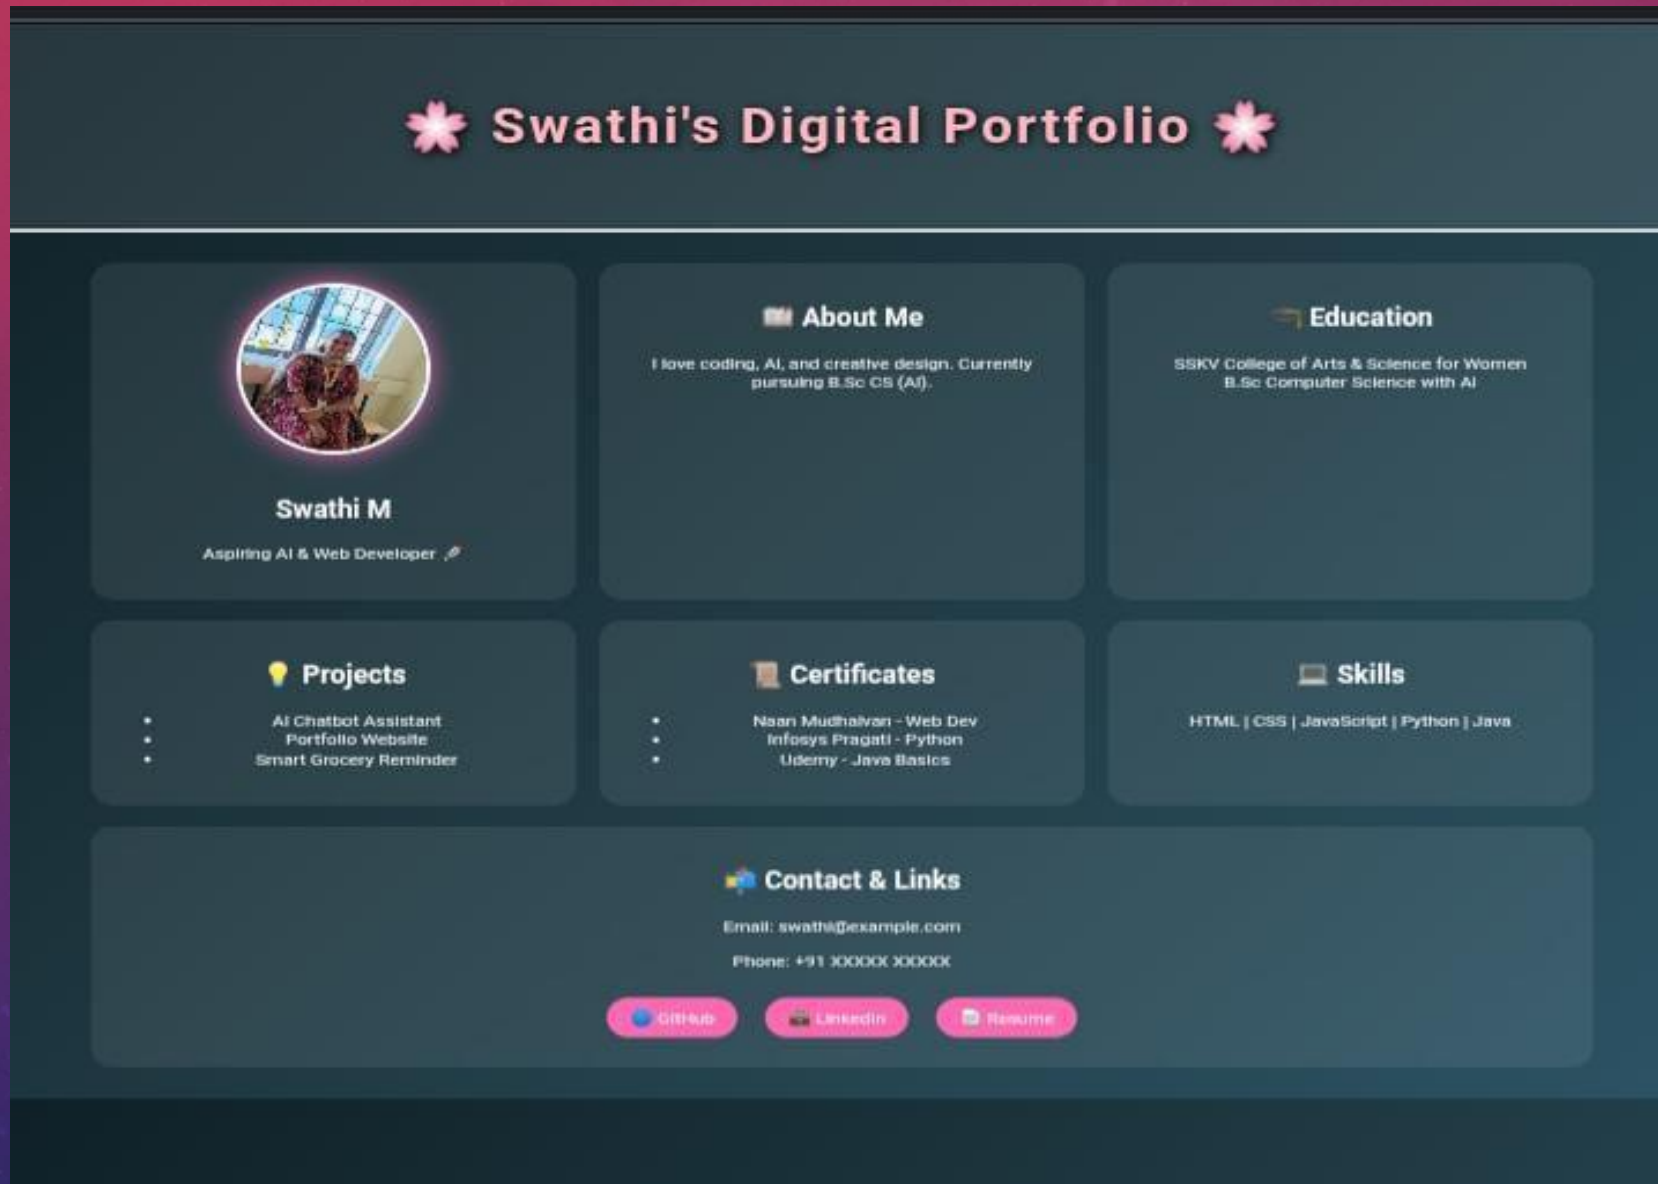 🌸 Swathi's Digital Portfolio 🌸
Swathi M
Aspiring AI & Web Developer 🚀
📖 About Me
I love coding, AI, and creative design. Currently
pursuing B.Sc CS (AI).
🎓 Education
SSKV College of Arts & Science for Women
B.Sc Computer Science with AI
💡 Projects
• AI Chatbot Assistant
• Portfolio Website
• Smart Grocery Reminder
📜 Certificates
• Naan Mudhalvan - Web Dev
• Infosys Pragati - Python
• Udemy - Java Basics
💻 Skills
HTML | CSS | JavaScript | Python | Java
📬 Contact & Links
Email: swathi@example.com
Phone: +91 XXXXX XXXXX
🌐 GitHub
💼 LinkedIn
📄 Resume